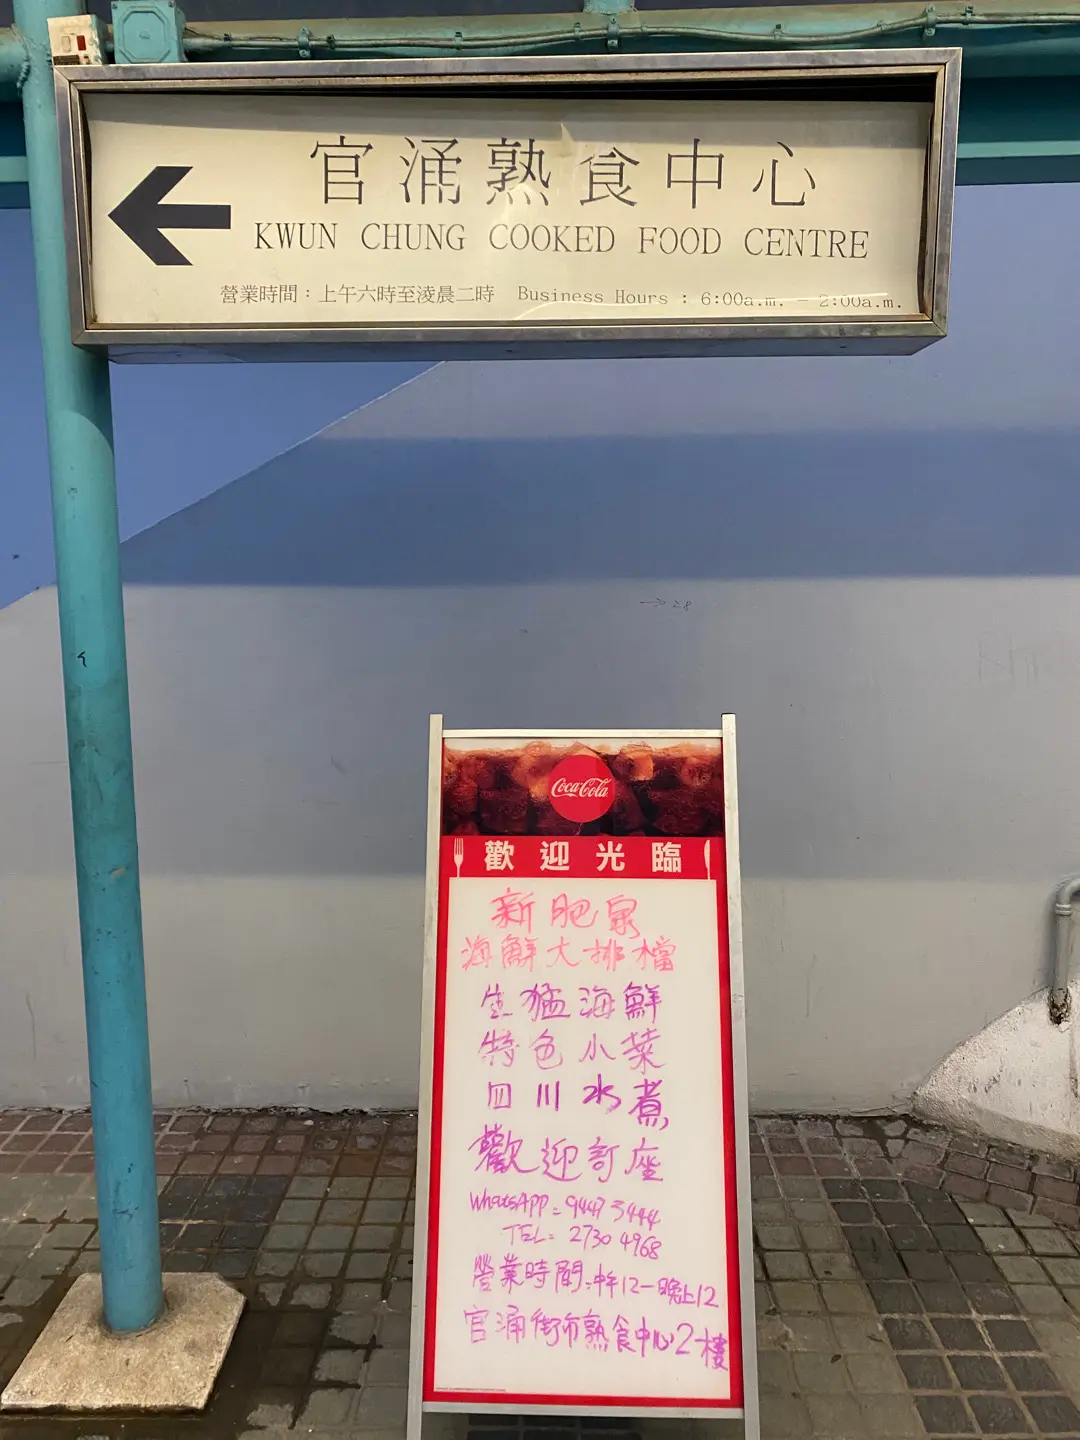 官涌熟食中心
KWUN CHUNG COOKED FOOD CENTRE
營業時間：上午六時至淩晨二時 Business Hours : 6:00a.m. – 2:00a.m.
Coca-Cola
歡迎光臨
新肥泉
海鮮大排檔
生猛海鮮
特色小菜
四川水煮
歡迎訂座
WhatsAPP: 9447 3444
TEL: 2730 4968
營業時間:中午12－晚上12
官涌街市熟食中心2樓